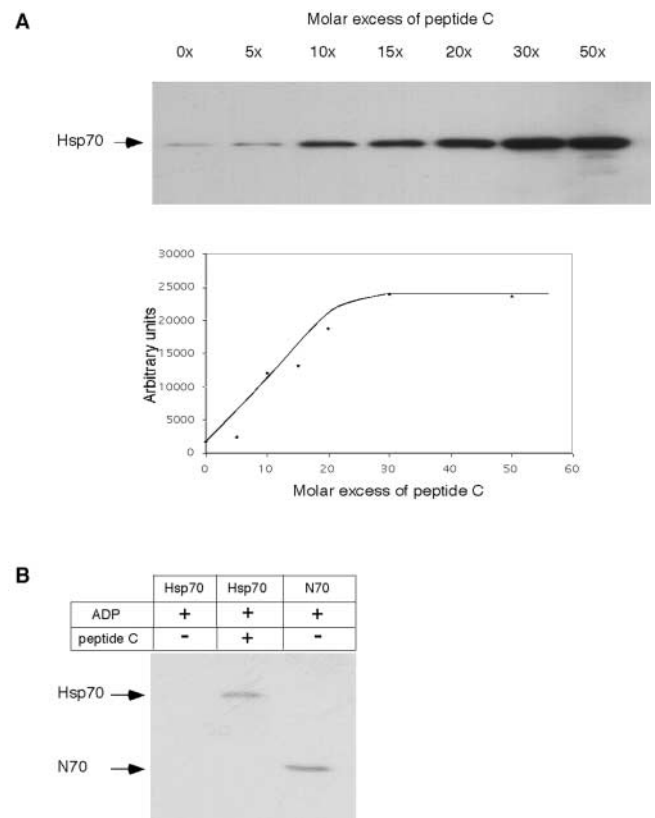 A
Molar excess of peptide C
0x 5x 10x 15x 20x 30x 50x
Hsp70
30000
25000
20000
15000
10000
5000
0
Arbitrary units
0 10 20 30 40 50 60
Molar excess of peptide C
B
Hsp70 Hsp70 N70
ADP + + +
peptide C - + -
Hsp70
N70